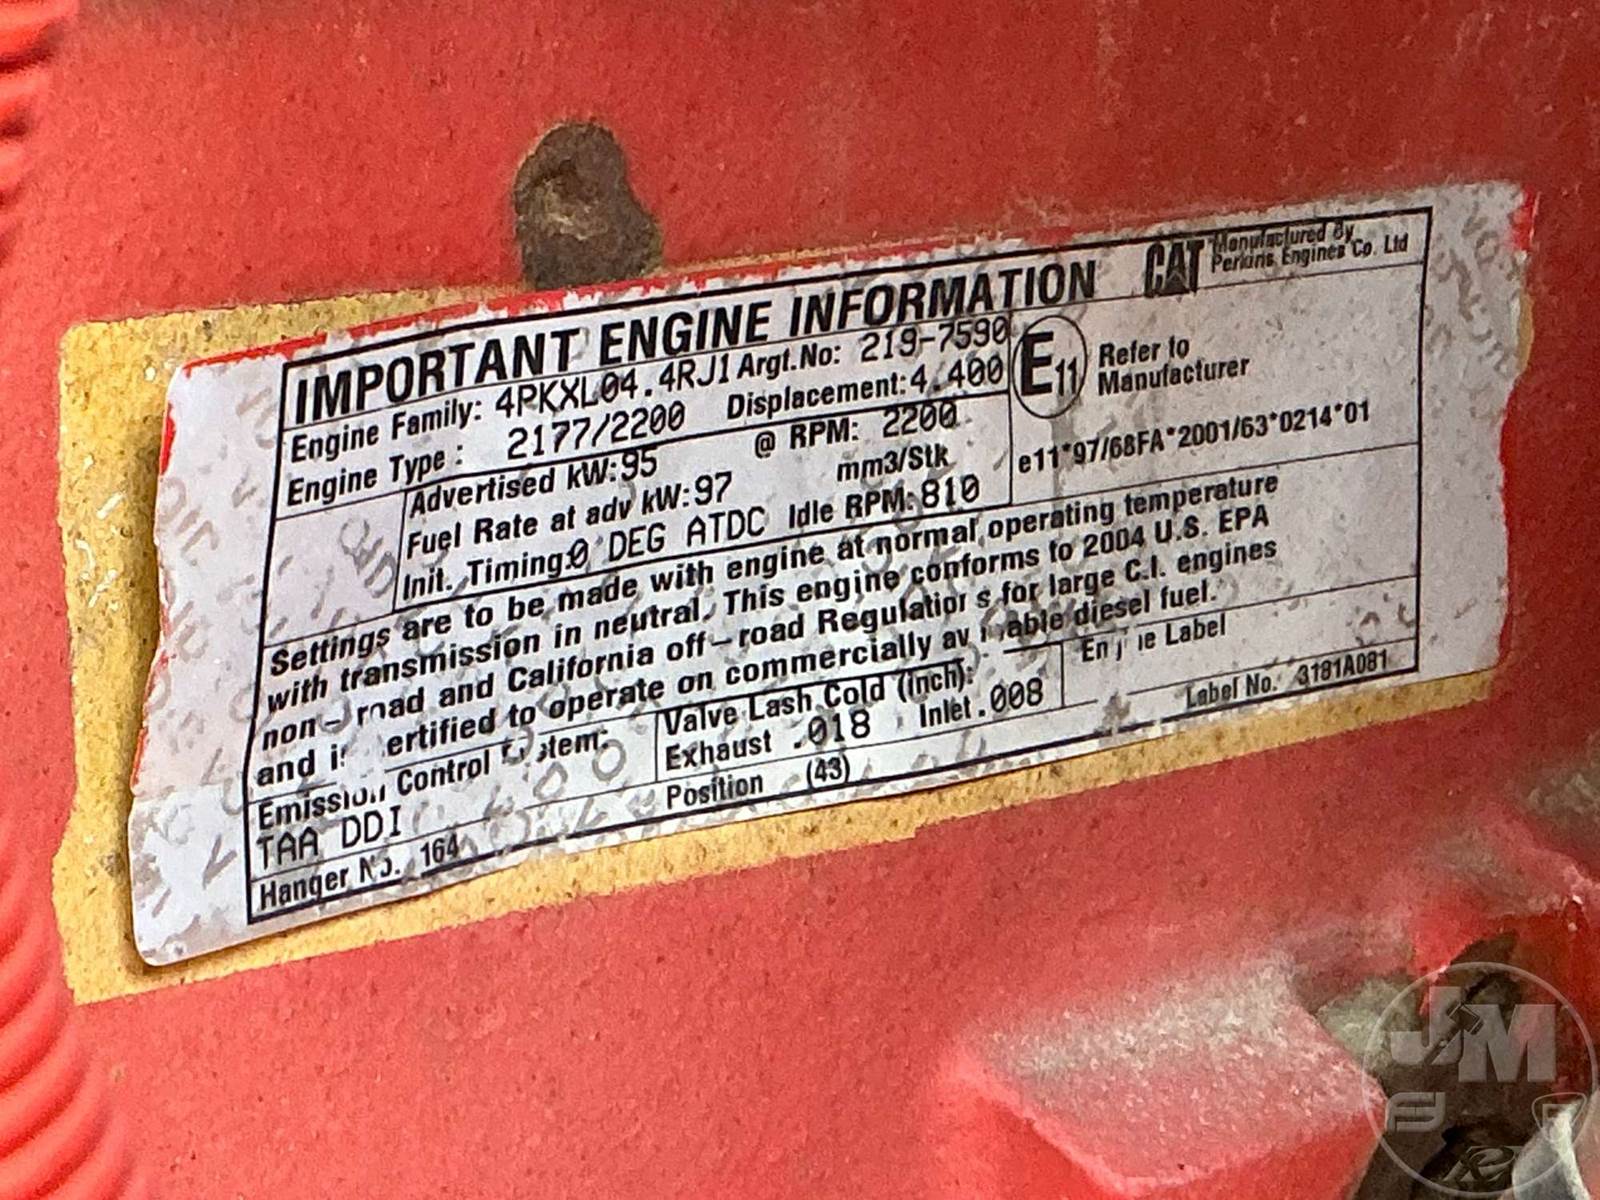 IMPORTANT ENGINE INFORMATION CAT Manufactured By
Perkins Engines Co. Ltd
Engine Family: 4PKXL04.4RJ1 Argt.No: 219-7590
Engine Type : 2177/2200 Displacement:4.400
E11 Refer to
Manufacturer
e11*97/68FA*2001/63*0214*01
Advertised kW:95 @ RPM: 2200
Fuel Rate at adv kW:97 mm3/Stk
Init. Timing:0 DEG ATDC Idle RPM:810
Settings are to be made with engine at normal operating temperature
with transmission in neutral. This engine conforms to 2004 U.S. EPA
non-road and California off-road Regulations for large C.I. engines
and is certified to operate on commercially available diesel fuel.
Emission Control System:
TAA DDI
Valve Lash Cold (inch):
Exhaust .018 Inlet .008
Engine Label
Hanger No. 164 Position (43) Label No. 3181A081
JM